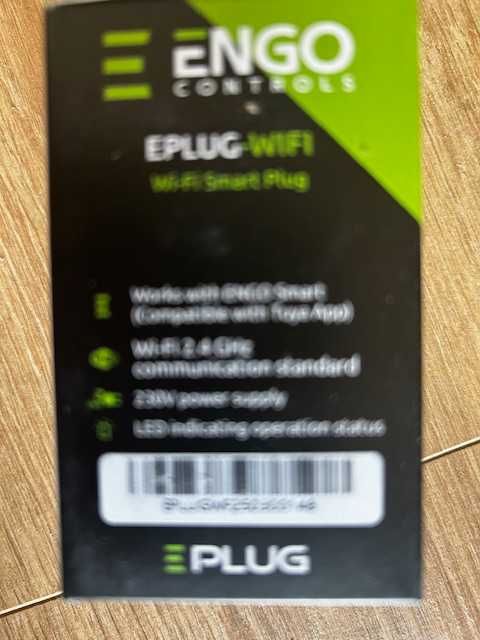 ENGO
CONTROLS
EPLUG-WIFI
Wi-Fi Smart Plug
Works with ENGO Smart
(Compatible with Tuya App)
Wi-Fi 2.4 GHz
communication standard
230V power supply
LED indicating operation status
EPLUG